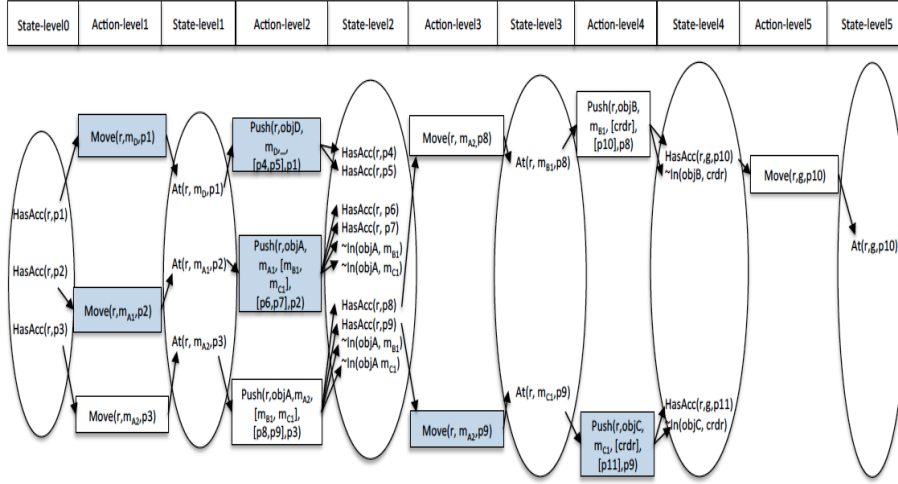 State-level0 Action-level1 State-level1 Action-level2 State-level2 Action-level3 State-level3 Action-level4 State-level4 Action-level5 State-level5
HasAcc(r,p1)
HasAcc(r,p2)
HasAcc(r,p3)
Move(r,mD,p1)
Move(r,mA1,p2)
Move(r,mA2,p3)
At(r, mD,p1)
At(r, mA1,p2)
At(r, mA2,p3)
Push(r,objD,
mD,_,
[p4,p5],p1)
Push(r,objA,
mA1, [mB1,
mC1],
[p6,p7],p2)
Push(r,objA,mA2,
[mB1, mC1],
[p8,p9],p3)
HasAcc(r,p4)
HasAcc(r,p5)
HasAcc(r, p6)
HasAcc(r, p7)
~In(objA, mB1)
~In(objA, mC1)
HasAcc(r,p8)
HasAcc(r,p9)
~In(objA, mB1)
~In(objA mC1)
Move(r, mA2,p8)
Move(r, mA2,p9)
At(r, mB1,p8)
At(r, mC1,p9)
Push(r,objB,
mB1, [crdr],
[p10],p8)
Push(r,objC,
mC1, [crdr],
[p11],p9)
HasAcc(r,g,p10)
~In(objB, crdr)
HasAcc(r,g,p11)
~In(objC, crdr)
Move(r,g,p10)
At(r,g,p10)